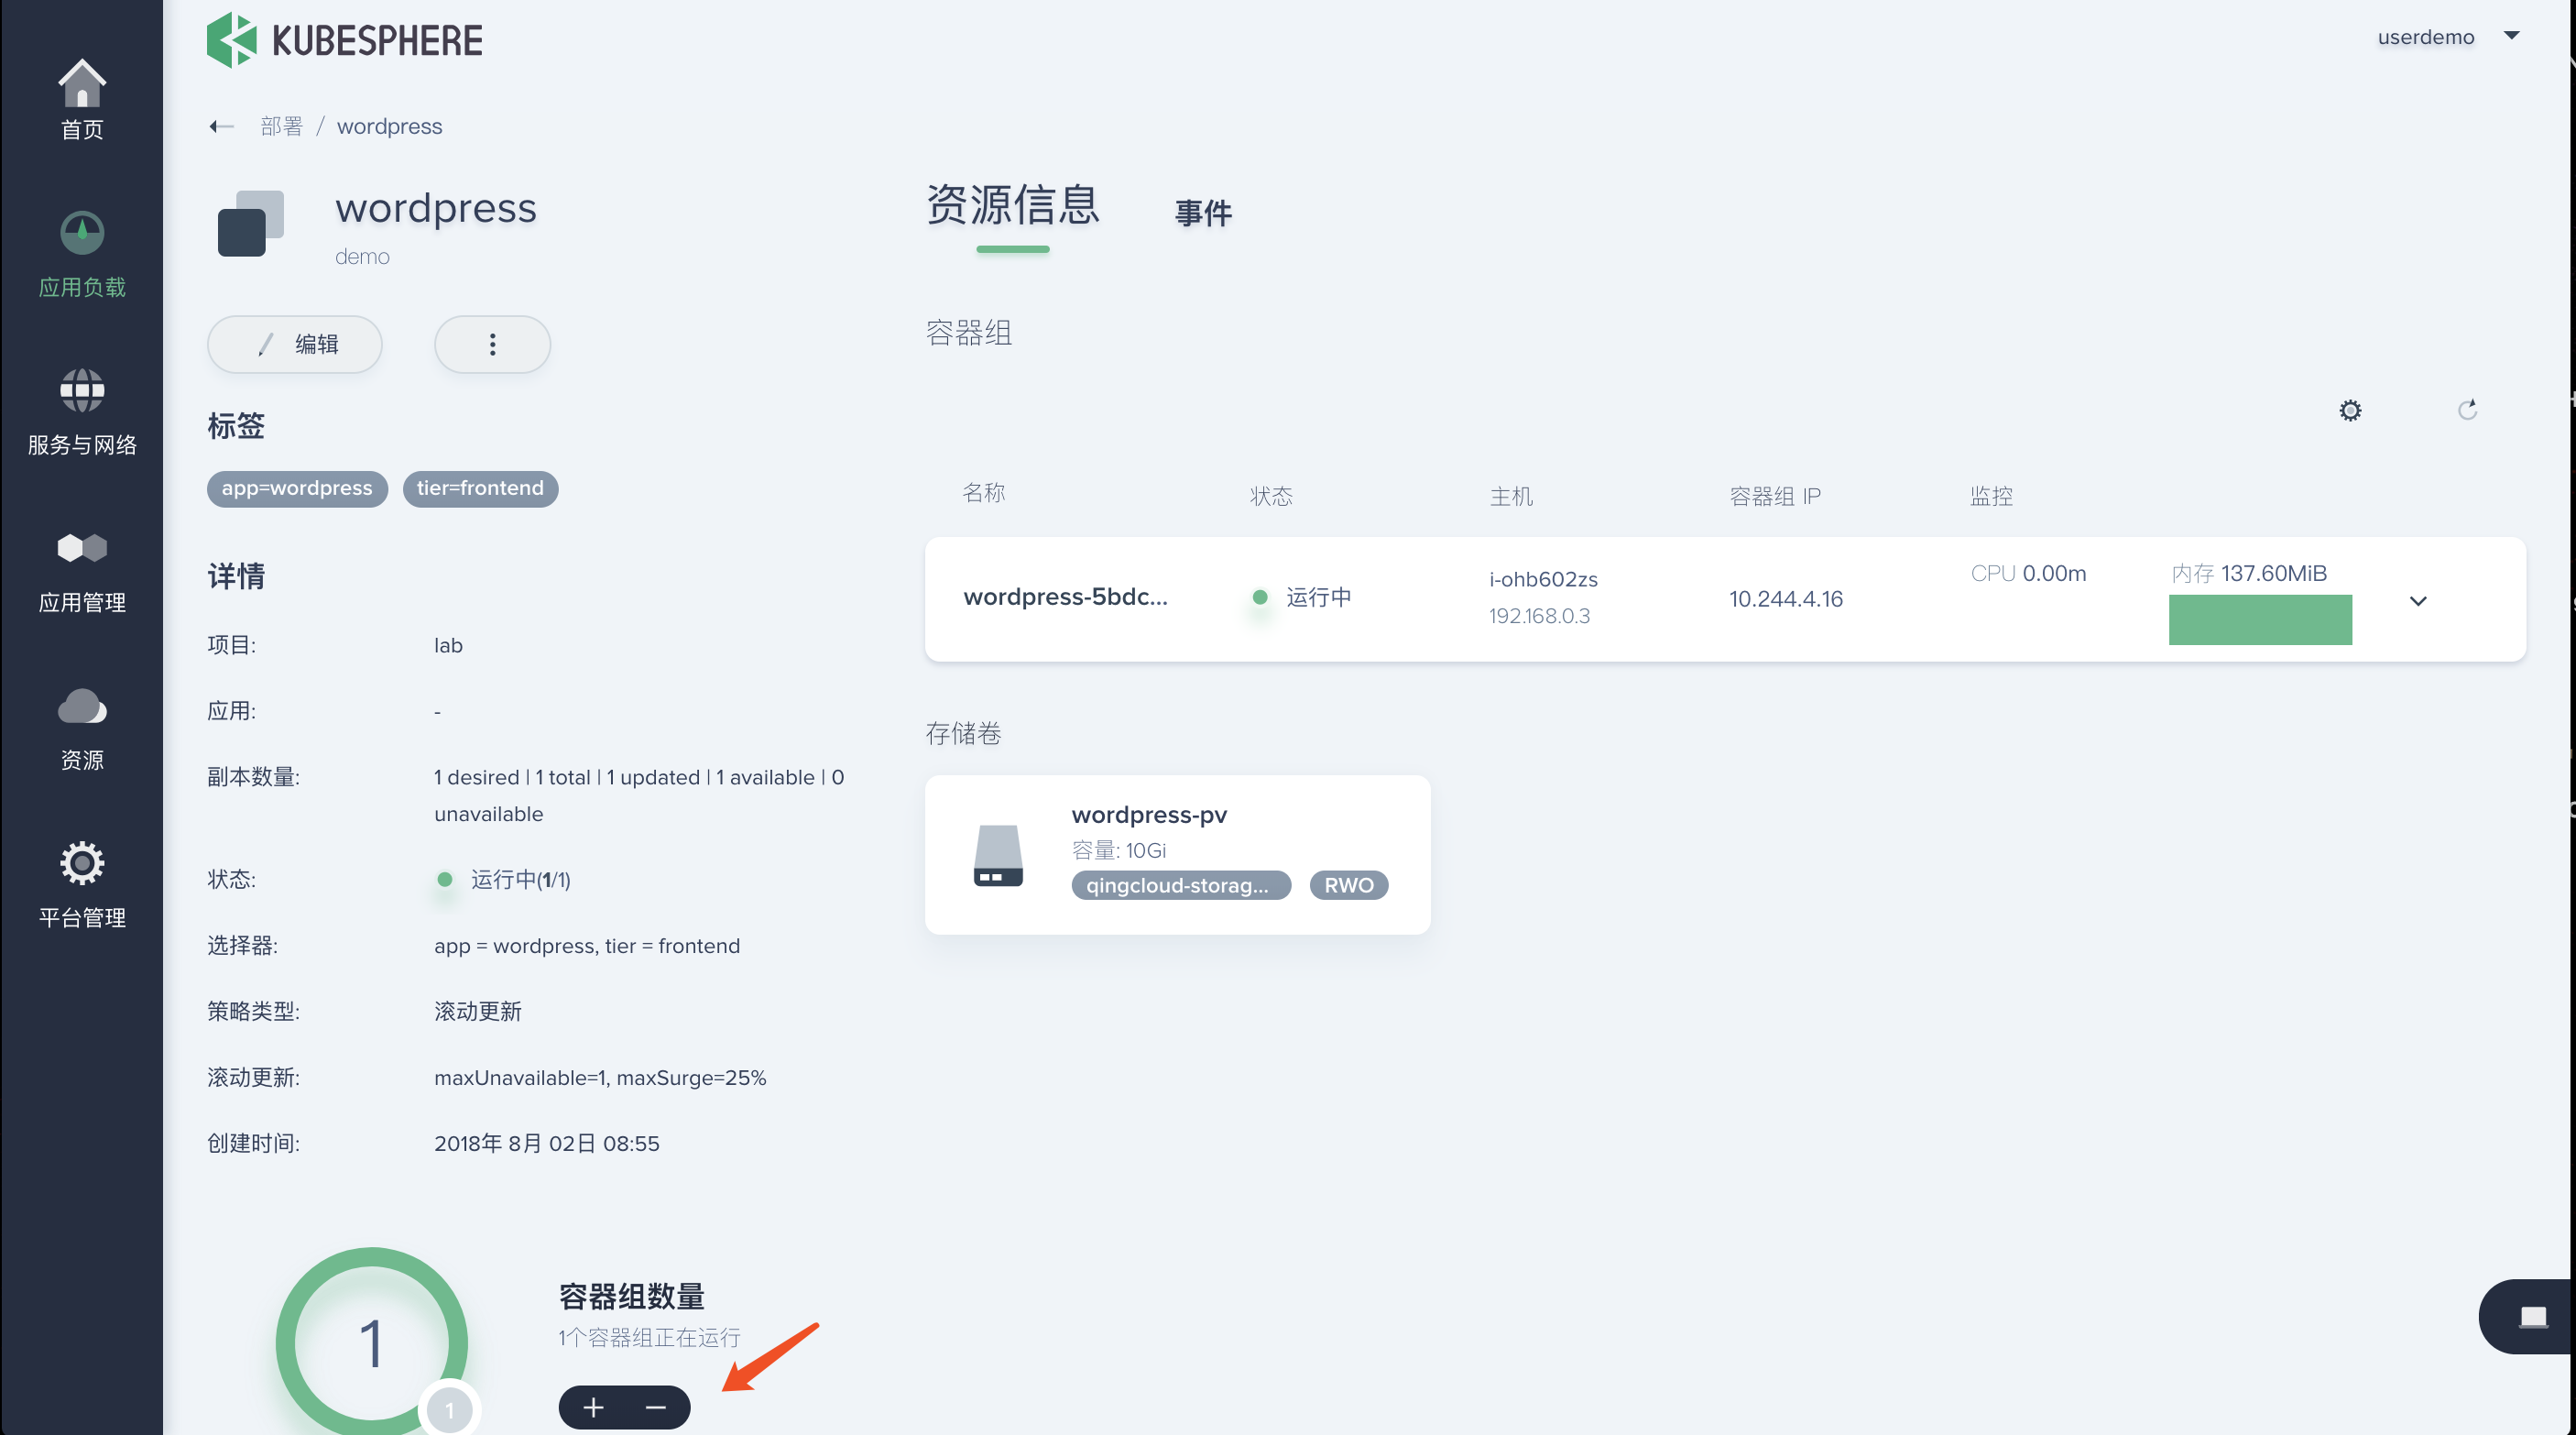 KUBESPHERE
userdemo
首页
应用负载
服务与网络
应用管理
资源
平台管理
部署 / wordpress
wordpress
demo
编辑
标签
app=wordpress tier=frontend
详情
项目: lab
应用: -
副本数量: 1 desired | 1 total | 1 updated | 1 available | 0
unavailable
状态: 运行中(1/1)
选择器: app = wordpress, tier = frontend
策略类型: 滚动更新
滚动更新: maxUnavailable=1, maxSurge=25%
创建时间: 2018年 8月 02日 08:55
1
1
容器组数量
1个容器组正在运行
资源信息 事件
容器组
名称 状态 主机 容器组 IP 监控
wordpress-5bdc... 运行中 i-ohb602zs 10.244.4.16 CPU 0.00m 内存 137.60MiB
192.168.0.3
存储卷
wordpress-pv
容量: 10Gi
qingcloud-storag... RWO